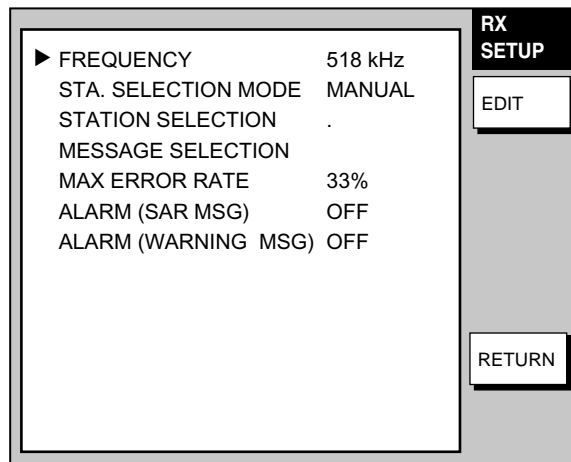 RX
SETUP
▶ FREQUENCY 518 kHz
STA. SELECTION MODE MANUAL
STATION SELECTION .
MESSAGE SELECTION
MAX ERROR RATE 33%
ALARM (SAR MSG) OFF
ALARM (WARNING MSG) OFF
EDIT
RETURN